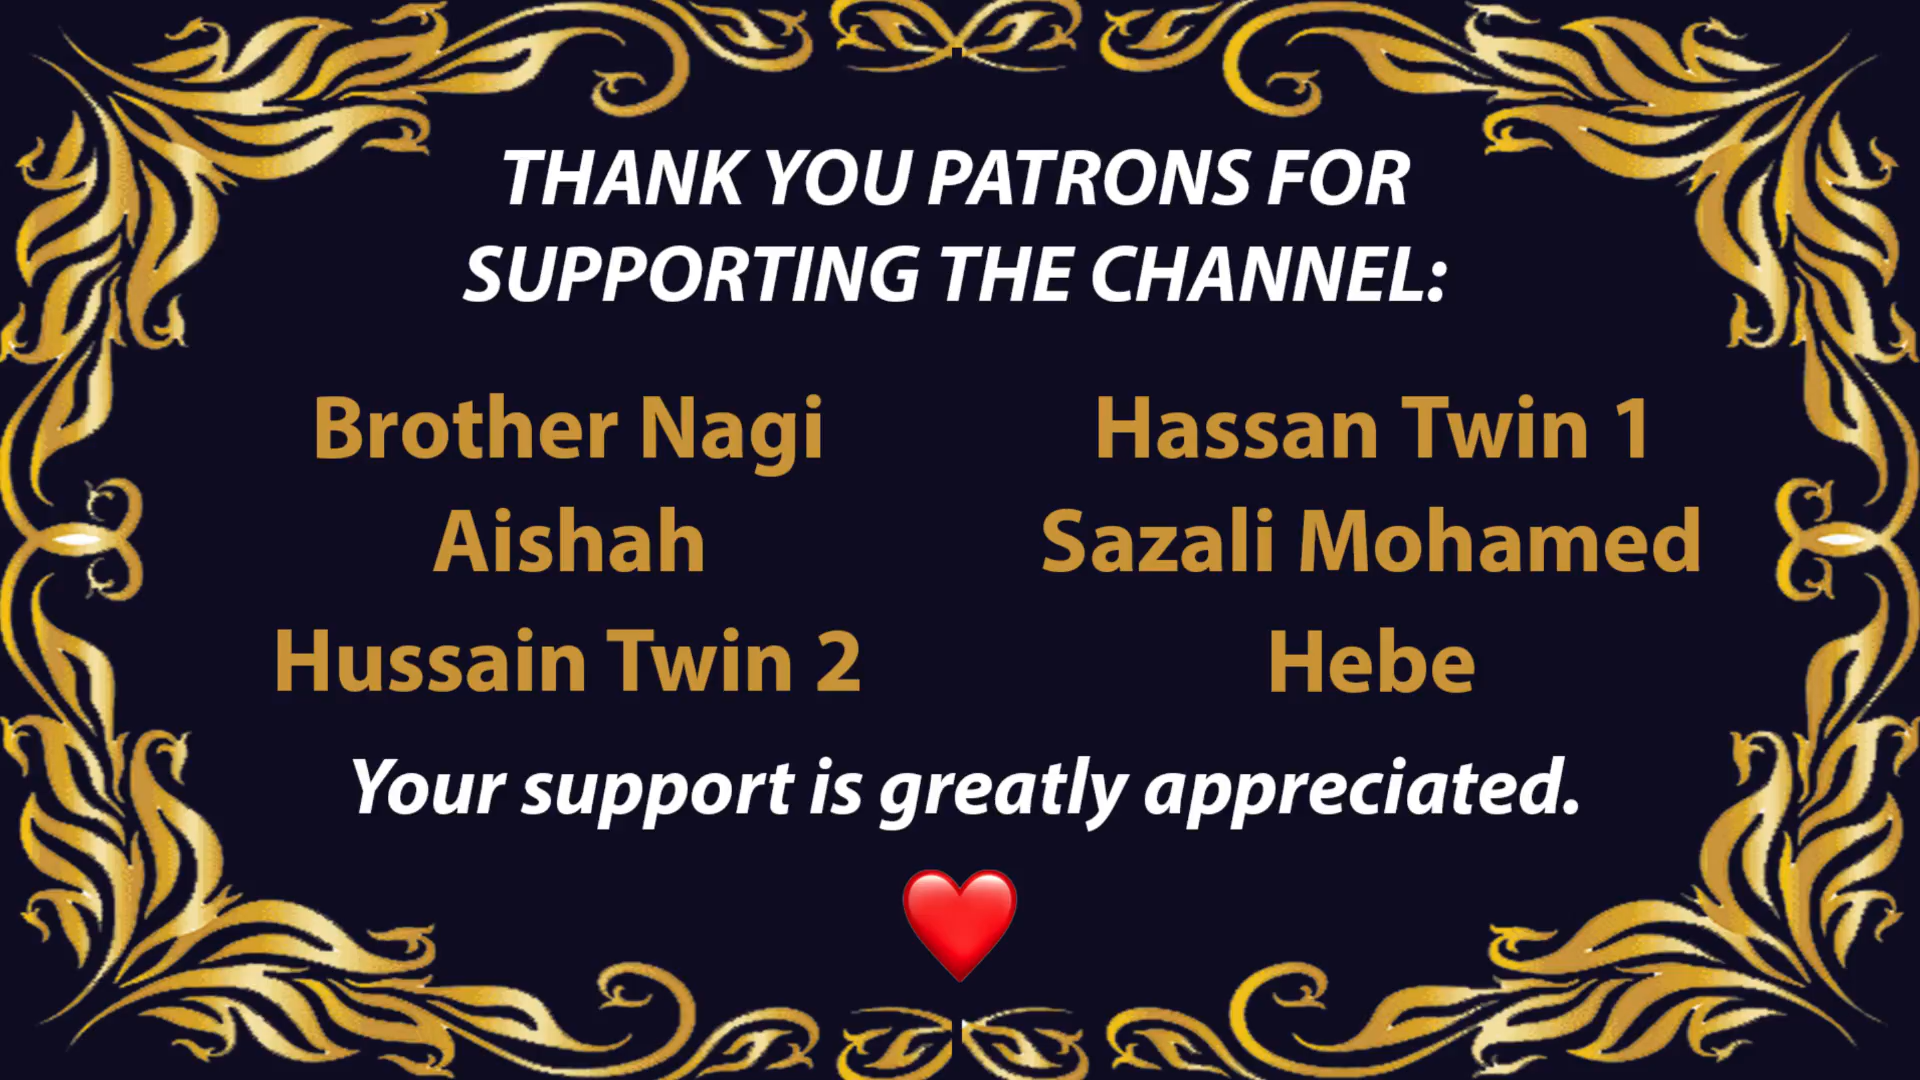 THANK YOU PATRONS FOR
SUPPORTING THE CHANNEL:
Brother Nagi
Hassan Twin 1
Aishah
Sazali Mohamed
Hussain Twin 2
Hebe
Your support is greatly appreciated.